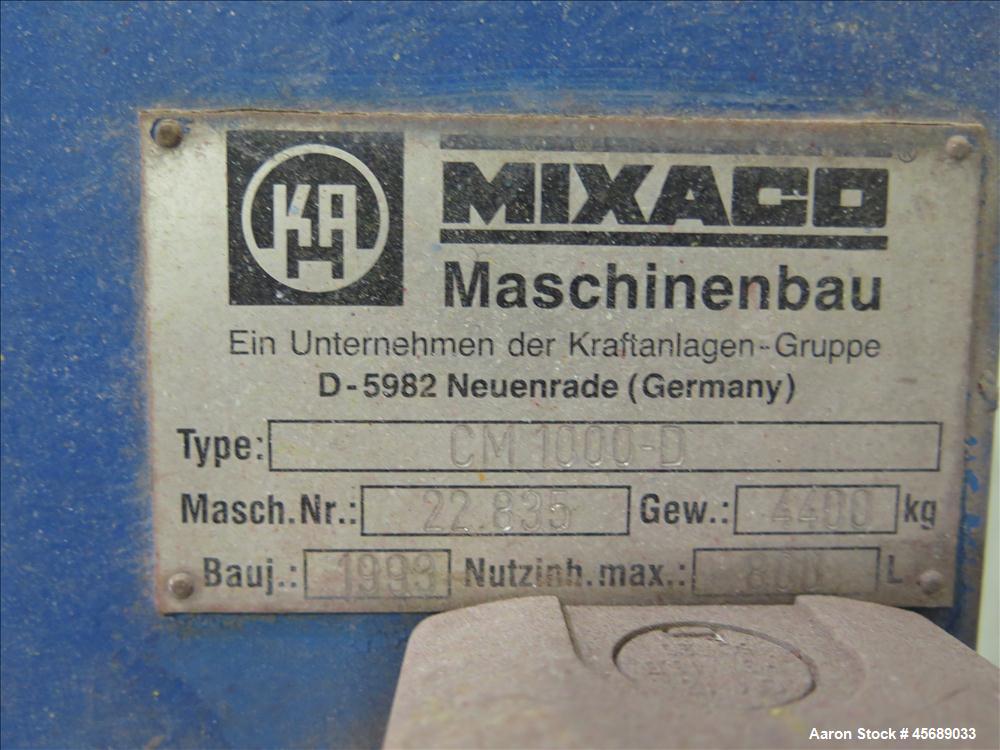 KAH
MIXACO ®
Maschinenbau
Ein Unternehmen der Kraftanlagen-Gruppe
D-5982 Neuenrade (Germany)
Type: CM 1000-D
Masch.Nr.: 22.835 Gew.: 4400 kg
Bauj.: 1993 Nutzinh.max.: 800 L
Aaron Stock # 45689033